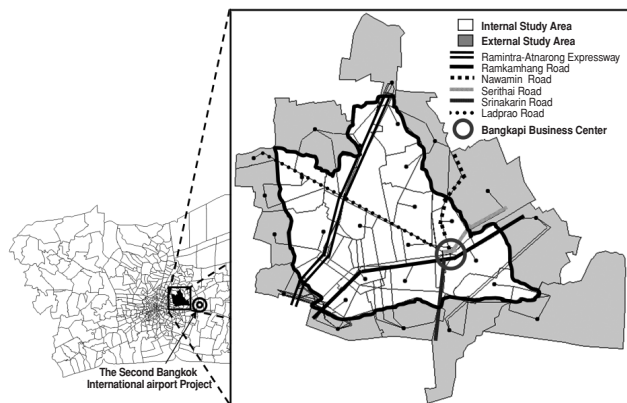 Internal Study Area
External Study Area
Ramintra-Atnarong Expressway
Ramkamhang Road
Nawamin Road
Serithai Road
Srinakarin Road
Ladprao Road
Bangkapi Business Center
The Second Bangkok
International airport Project